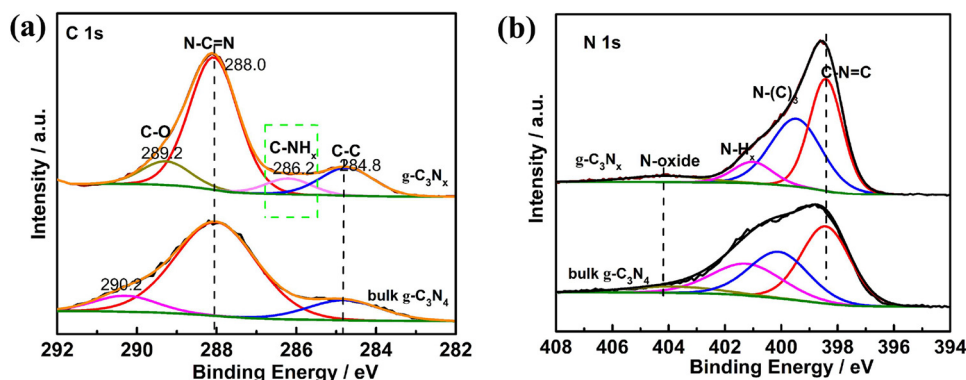 (a)
C 1s
N-C=N
288.0
C-O
289.2
C-NHₓ
286.2
C-C
284.8
g-C₃Nₓ
290.2
bulk g-C₃N₄
Intensity / a.u.
292 290 288 286 284 282
Binding Energy / eV
(b)
N 1s
C-N=C
N-(C)₃
N-Hₓ
N-oxide
g-C₃Nₓ
bulk g-C₃N₄
Intensity / a.u.
408 406 404 402 400 398 396 394
Binding Energy / eV